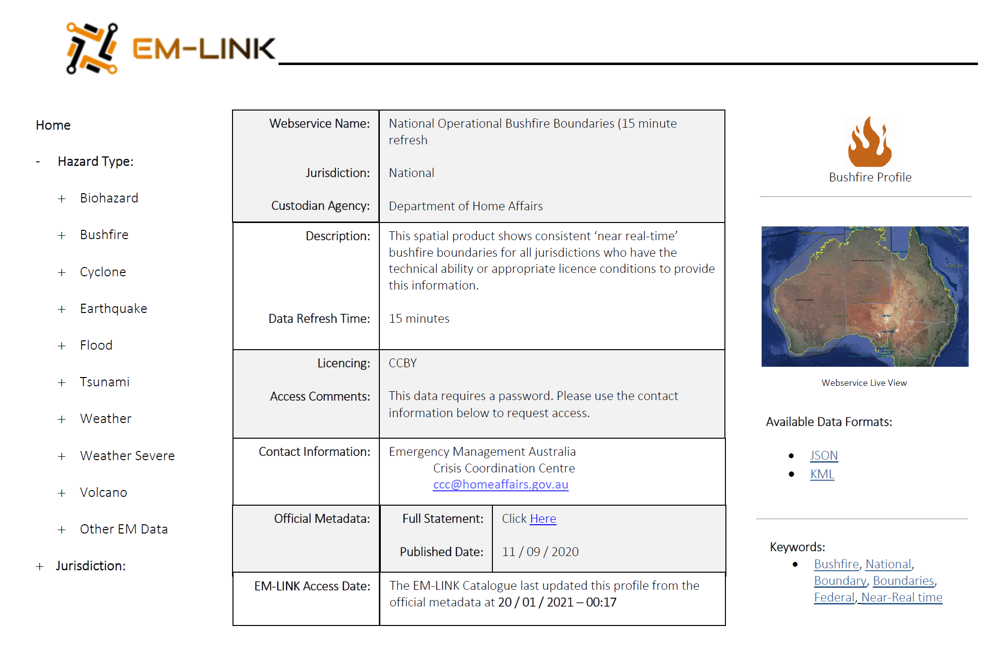 EM-LINK
Home
- Hazard Type:
+ Biohazard
+ Bushfire
+ Cyclone
+ Earthquake
+ Flood
+ Tsunami
+ Weather
+ Weather Severe
+ Volcano
+ Other EM Data
+ Jurisdiction:
Webservice Name: National Operational Bushfire Boundaries (15 minute
refresh
Jurisdiction: National
Custodian Agency: Department of Home Affairs
Description: This spatial product shows consistent ‘near real-time’
bushfire boundaries for all jurisdictions who have the
technical ability or appropriate licence conditions to provide
this information.
Data Refresh Time: 15 minutes
Licencing: CCBY
Access Comments: This data requires a password. Please use the contact
information below to request access.
Contact Information: Emergency Management Australia
Crisis Coordination Centre
ccc@homeaffairs.gov.au
Official Metadata: Full Statement: Click Here
Published Date: 11 / 09 / 2020
EM-LINK Access Date: The EM-LINK Catalogue last updated this profile from the
official metadata at 20 / 01 / 2021 – 00:17
Bushfire Profile
Webservice Live View
Available Data Formats:
• JSON
• KML
Keywords:
• Bushfire, National,
Boundary, Boundaries,
Federal, Near-Real time